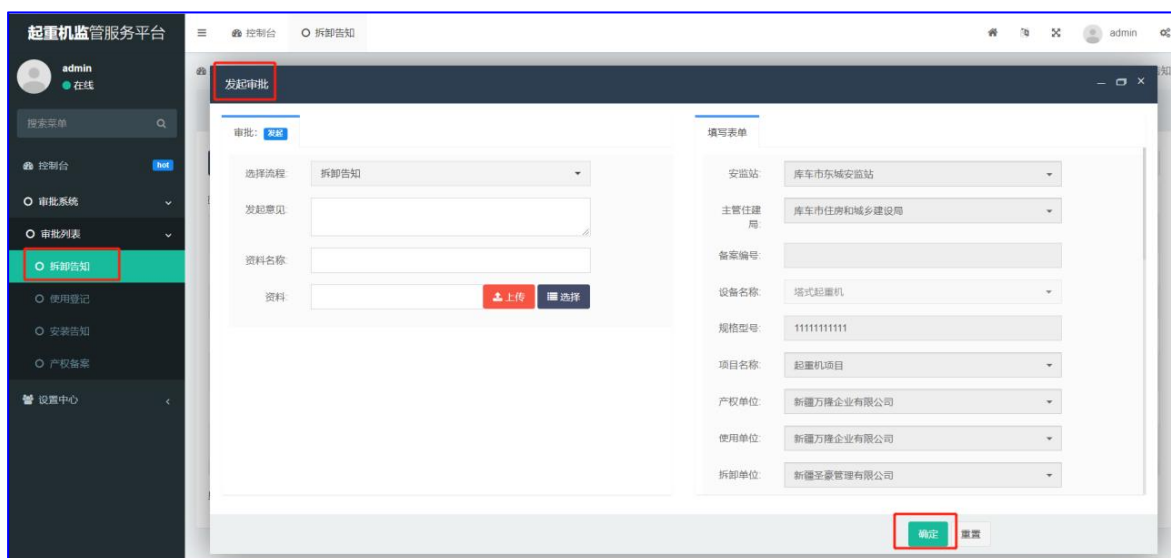 起重机监管服务平台
控制台
拆卸告知
admin
admin
在线
搜索菜单
控制台 hot
审批系统
审批列表
拆卸告知
使用登记
安装告知
产权备案
设置中心
发起审批
审批: 发起
选择流程: 拆卸告知
发起意见:
资料名称:
资料: 上传 选择
填写表单
安监站: 库车市东城安监站
主管住建
局: 库车市住房和城乡建设局
备案编号:
设备名称: 塔式起重机
规格型号: 11111111111
项目名称: 起重机项目
产权单位: 新疆万隆企业有限公司
使用单位: 新疆万隆企业有限公司
拆卸单位: 新疆圣豪管理有限公司
确定 重置